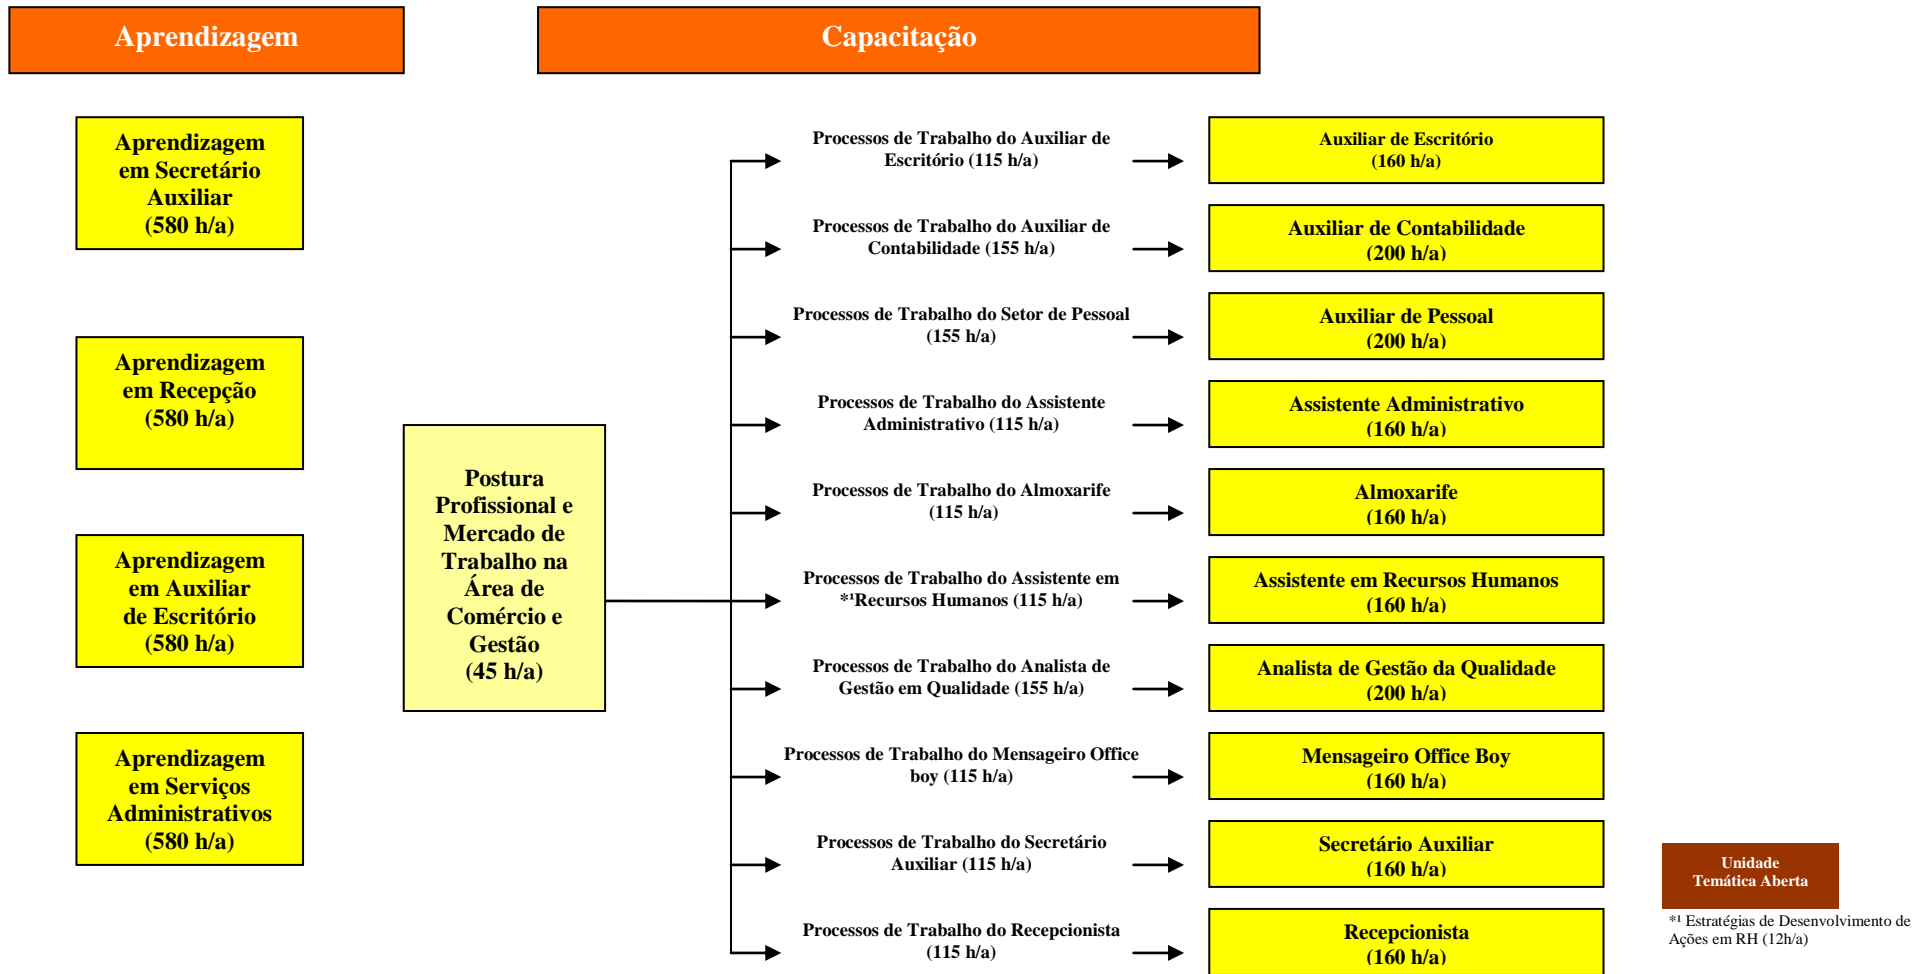 Aprendizagem
Capacitação
Aprendizagem
em Secretário
Auxiliar
(580 h/a)
Aprendizagem
em Recepção
(580 h/a)
Aprendizagem
em Auxiliar
de Escritório
(580 h/a)
Aprendizagem
em Serviços
Administrativos
(580 h/a)
Postura
Profissional e
Mercado de
Trabalho na
Área de
Comércio e
Gestão
(45 h/a)
Processos de Trabalho do Auxiliar de
Escritório (115 h/a)
Auxiliar de Escritório
(160 h/a)
Processos de Trabalho do Auxiliar de
Contabilidade (155 h/a)
Auxiliar de Contabilidade
(200 h/a)
Processos de Trabalho do Setor de Pessoal
(155 h/a)
Auxiliar de Pessoal
(200 h/a)
Processos de Trabalho do Assistente
Administrativo (115 h/a)
Assistente Administrativo
(160 h/a)
Processos de Trabalho do Almoxarife
(115 h/a)
Almoxarife
(160 h/a)
Processos de Trabalho do Assistente em
*¹Recursos Humanos (115 h/a)
Assistente em Recursos Humanos
(160 h/a)
Processos de Trabalho do Analista de
Gestão em Qualidade (155 h/a)
Analista de Gestão da Qualidade
(200 h/a)
Processos de Trabalho do Mensageiro Office
boy (115 h/a)
Mensageiro Office Boy
(160 h/a)
Processos de Trabalho do Secretário
Auxiliar (115 h/a)
Secretário Auxiliar
(160 h/a)
Processos de Trabalho do Recepcionista
(115 h/a)
Recepcionista
(160 h/a)
Unidade
Temática Aberta
*¹ Estratégias de Desenvolvimento de
Ações em RH (12h/a)